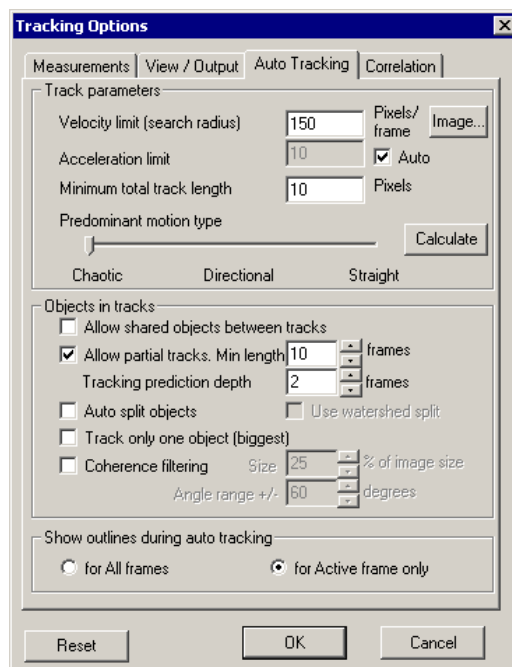 Tracking Options
Measurements View / Output Auto Tracking Correlation
Track parameters
Velocity limit (search radius) 150 Pixels/ frame Image...
Acceleration limit 10 Auto
Minimum total track length 10 Pixels
Predominant motion type
Calculate
Chaotic Directional Straight
Objects in tracks
Allow shared objects between tracks
Allow partial tracks. Min length 10 frames
Tracking prediction depth 2 frames
Auto split objects Use watershed split
Track only one object (biggest)
Coherence filtering Size 25 % of image size
Angle range +/- 60 degrees
Show outlines during auto tracking
for All frames for Active frame only
Reset OK Cancel